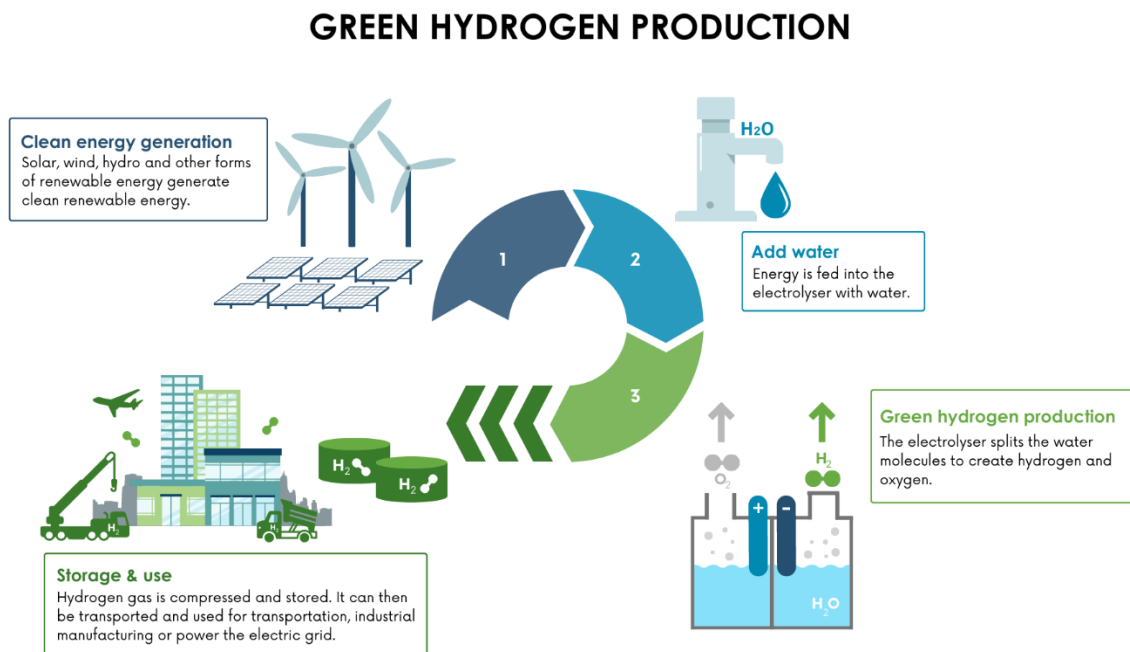 GREEN HYDROGEN PRODUCTION
Clean energy generation
Solar, wind, hydro and other forms
of renewable energy generate
clean renewable energy.
H₂O
Add water
Energy is fed into the
electrolyser with water.
1
2
3
Green hydrogen production
The electrolyser splits the water
molecules to create hydrogen and
oxygen.
O₂
H₂
+
-
H₂O
H₂
H₂
H₂
H₂
Storage & use
Hydrogen gas is compressed and stored. It can then
be transported and used for transportation, industrial
manufacturing or power the electric grid.